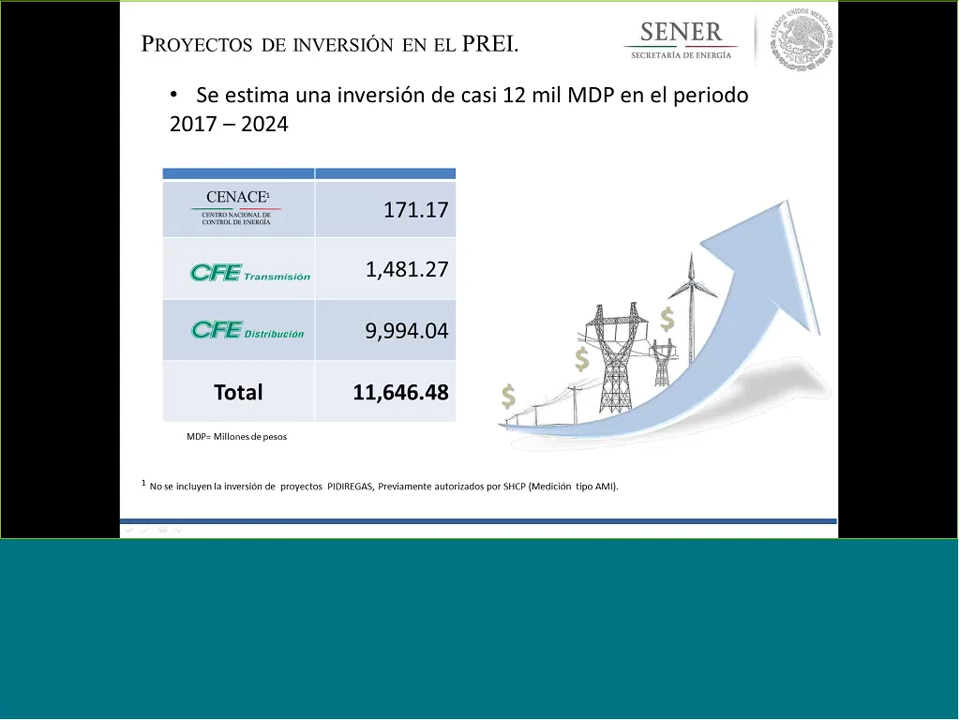 PROYECTOS DE INVERSIÓN EN EL PREI.
SENER
SECRETARÍA DE ENERGÍA
ESTADOS UNIDOS MEXICANOS
• Se estima una inversión de casi 12 mil MDP en el periodo
2017 – 2024
CENACE¹
CENTRO NACIONAL DE
CONTROL DE ENERGÍA
171.17
CFE Transmisión
1,481.27
CFE Distribución
9,994.04
Total
11,646.48
$
$
$
MDP= Millones de pesos
¹ No se incluyen la inversión de proyectos PIDIREGAS, Previamente autorizados por SHCP (Medición tipo AMI).